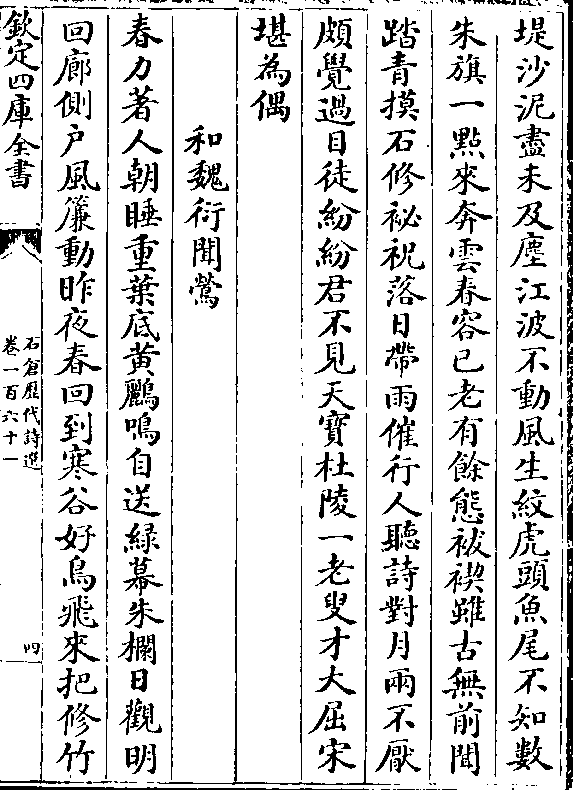 堤沙泥盡未及塵江波不動風生紋虎頭魚尾不知數
朱旗一點來奔雲春容已老有餘態祓禊雖古無前聞
踏青摸石修祕祝落日帶雨催行人聽詩對月兩不厭
頗覺過目徒紛紛君不見天寶杜陵一老叟才大屈宋
堪為偶
和魏衍聞鶯
春力著人朝睡重葉底黄鸝鳴自送緑幕朱欄日觀明
回廊側户風簾動昨夜春回到寒谷好鳥飛來把修竹
欽定四庫全書
石倉歴代詩選
卷一百六十一
四